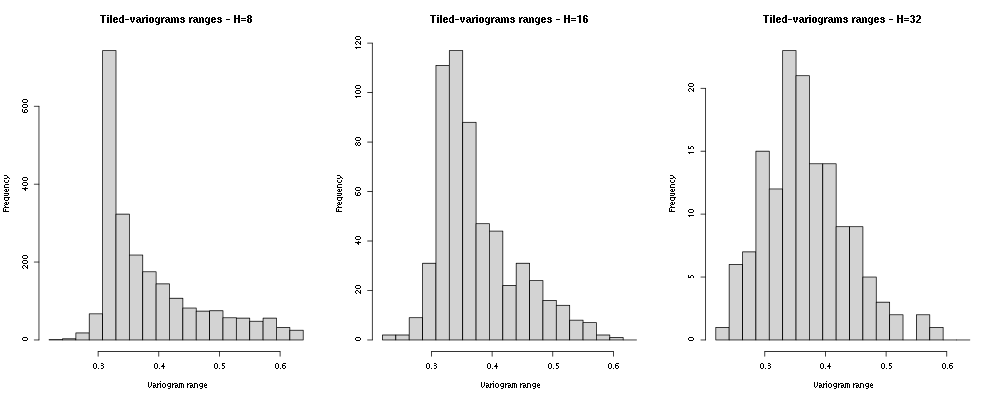 Tiled-variograms ranges - H=8
Frequency
600
400
200
0
0.3 0.4 0.5 0.6
Variogram range
Tiled-variograms ranges - H=16
Frequency
120
100
80
60
40
20
0
0.3 0.4 0.5 0.6
Variogram range
Tiled-variograms ranges - H=32
Frequency
20
15
10
5
0
0.3 0.4 0.5 0.6
Variogram range